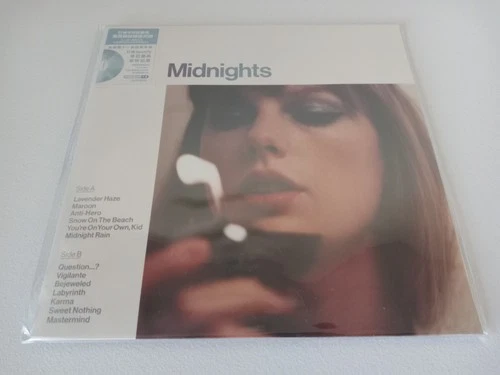 Midnights
Side A
Lavender Haze
Maroon
Anti-Hero
Snow On The Beach
You're On Your Own, Kid
Midnight Rain
Side B
Question...?
Vigilante
Bejeweled
Labyrinth
Karma
Sweet Nothing
Mastermind